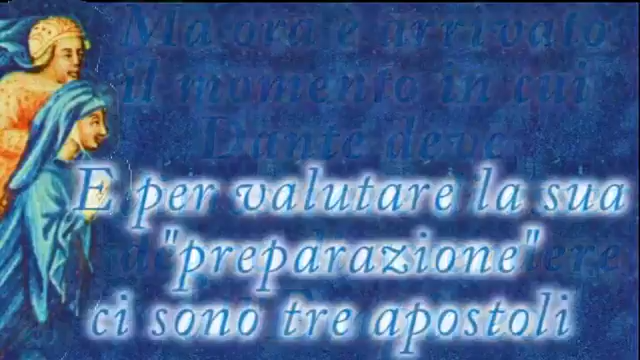 Ma ora è arrivato
il momento in cui
Dante deve
E per valutare la sua
"preparazione"
ci sono tre apostoli